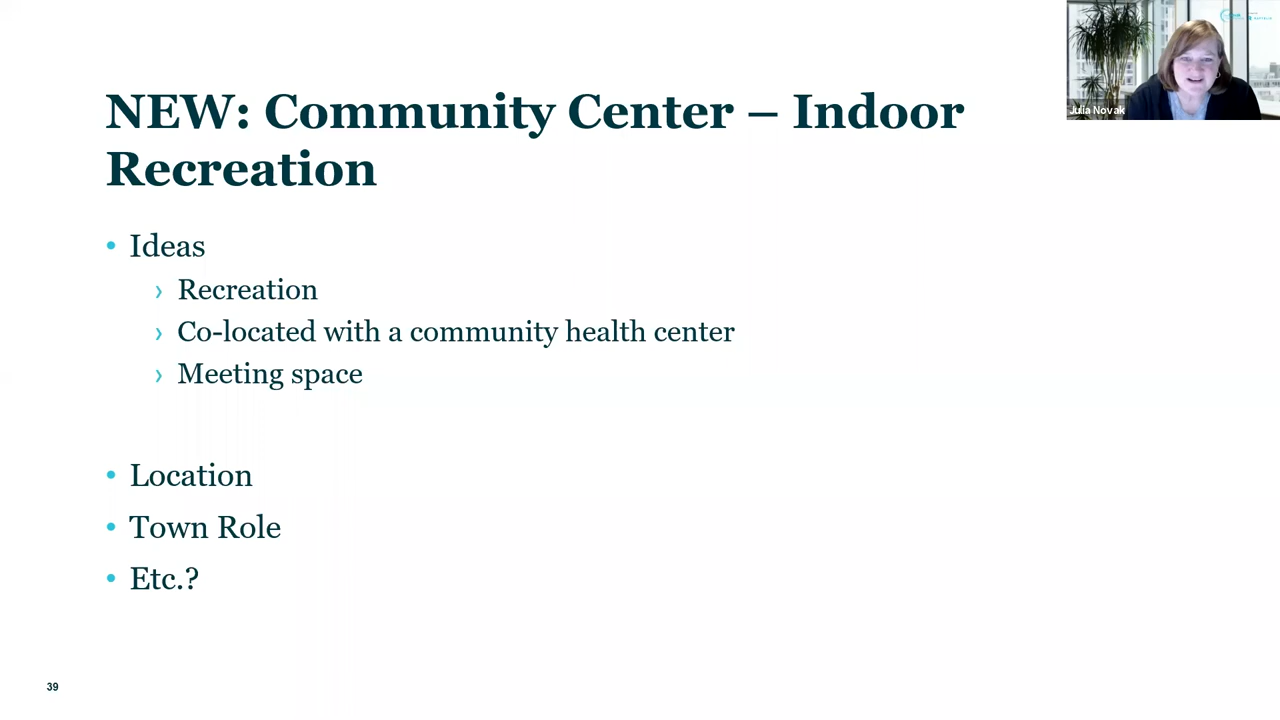 NEW: Community Center – Indoor
Recreation
• Ideas
› Recreation
› Co-located with a community health center
› Meeting space
• Location
• Town Role
• Etc.?
39
Julia Novak